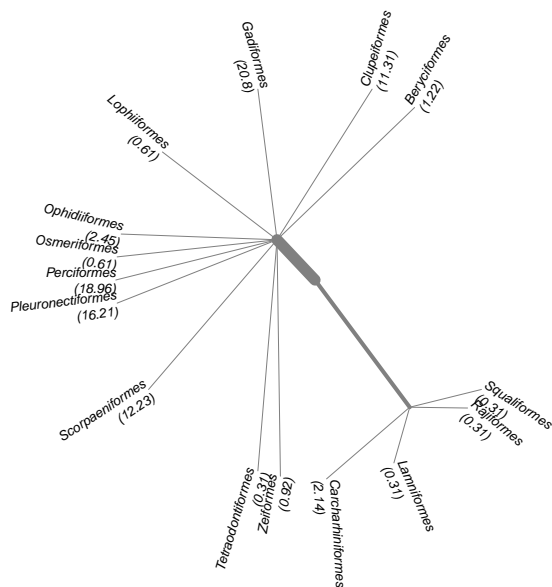 Gadiformes
(20.8)
Clupeiformes
(11.31)
Beryciformes
(1.22)
Lophiiformes
(0.61)
Ophidiiformes
(2.45)
Osmeriformes
(0.61)
Perciformes
(18.96)
Pleuronectiformes
(16.21)
Scorpaeniformes
(12.23)
Tetraodontiformes
(0.31)
Zeiformes
(0.92)
Carcharhiniformes
(2.14)
Lamniformes
(0.31)
Squaliformes
(0.31)
Rajiformes
(0.31)